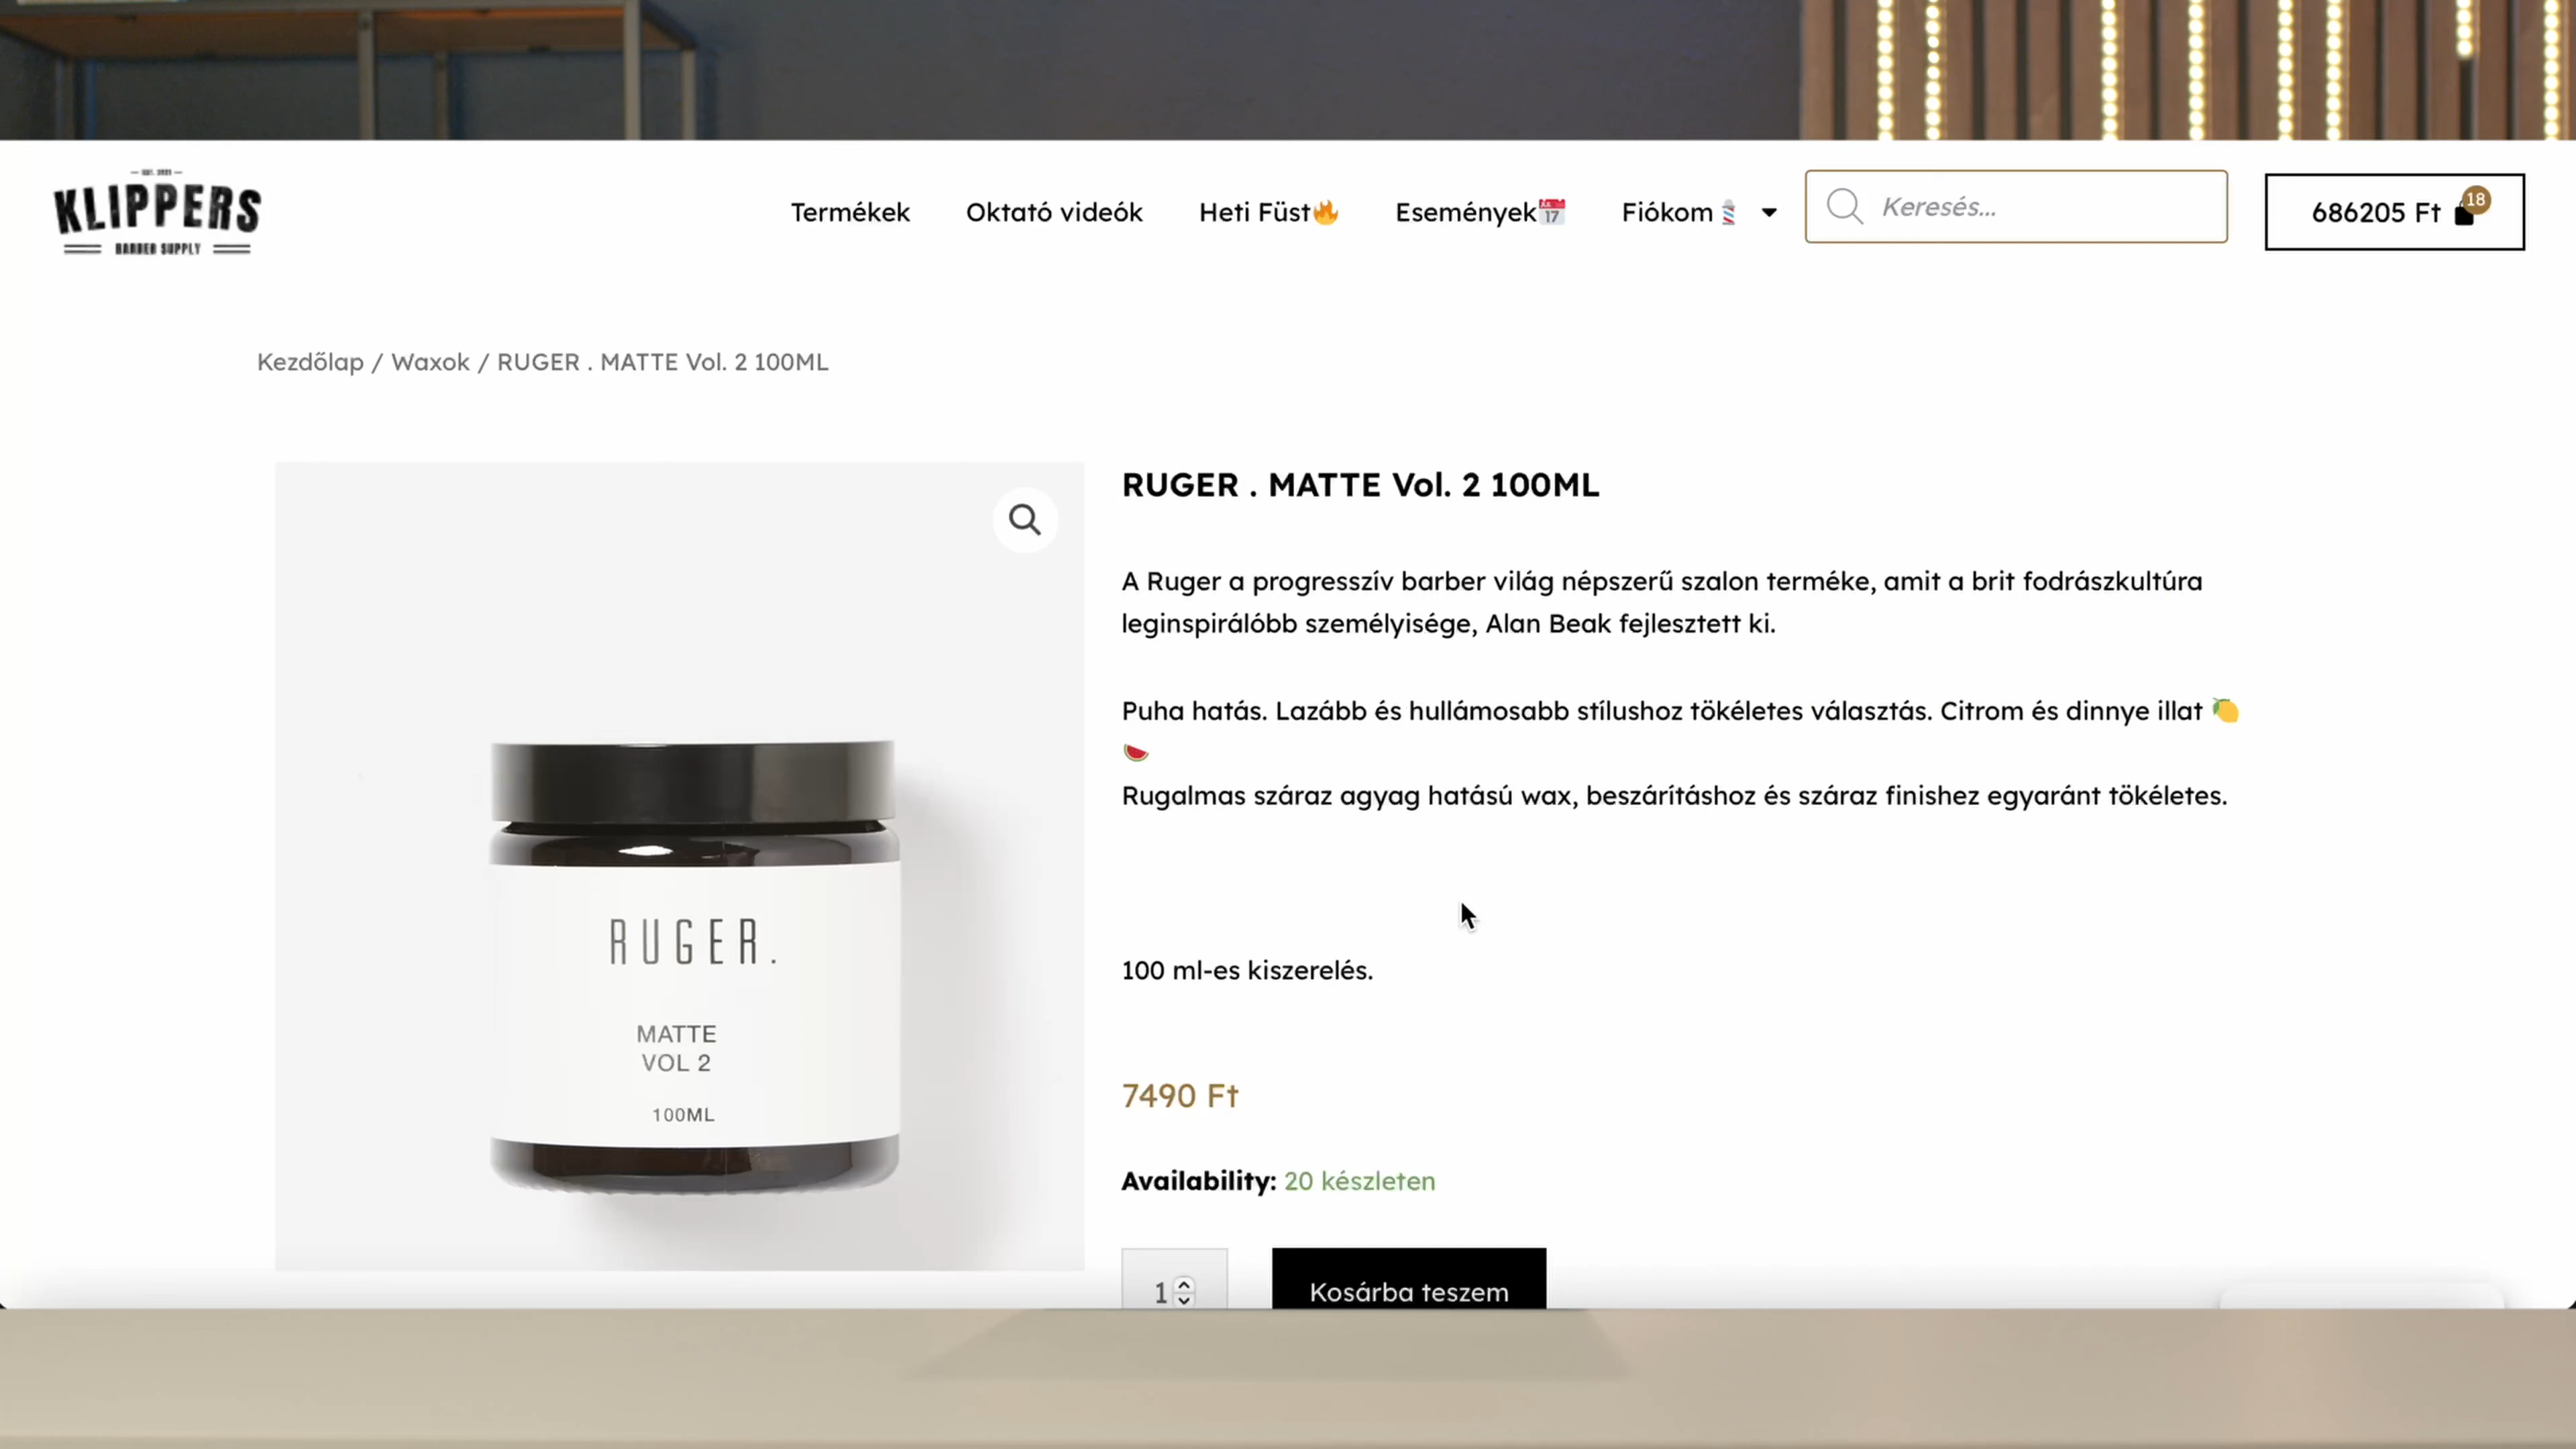 KLIPPERS
BARBER SUPPLY
Termékek
Oktató videók
Heti Füst🔥
Események📅
Fiókom💈
Keresés...
686205 Ft
18
Kezdőlap / Waxok / RUGER . MATTE Vol. 2 100ML
RUGER . MATTE Vol. 2 100ML
A Ruger a progresszív barber világ népszerű szalon terméke, amit a brit fodrászkultúra
leginspirálóbb személyisége, Alan Beak fejlesztett ki.
Puha hatás. Lazább és hullámosabb stílushoz tökéletes választás. Citrom és dinnye illat 🍋
🍉
Rugalmas száraz agyag hatású wax, beszárításhoz és száraz finishez egyaránt tökéletes.
100 ml-es kiszerelés.
7490 Ft
Availability: 20 készleten
1
Kosárba teszem
RUGER.
MATTE
VOL 2
100ML